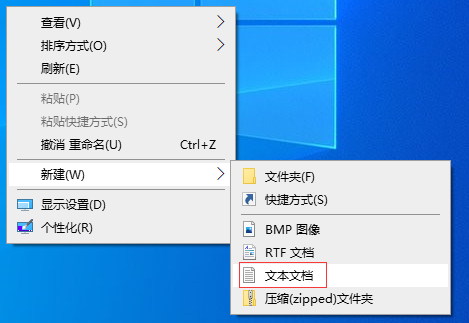 查看(V)
排序方式(O)
刷新(E)
粘贴(P)
粘贴快捷方式(S)
撤消 重命名(U) Ctrl+Z
新建(W)
显示设置(D)
个性化(R)
文件夹(F)
快捷方式(S)
BMP 图像
RTF 文档
文本文档
压缩(zipped)文件夹